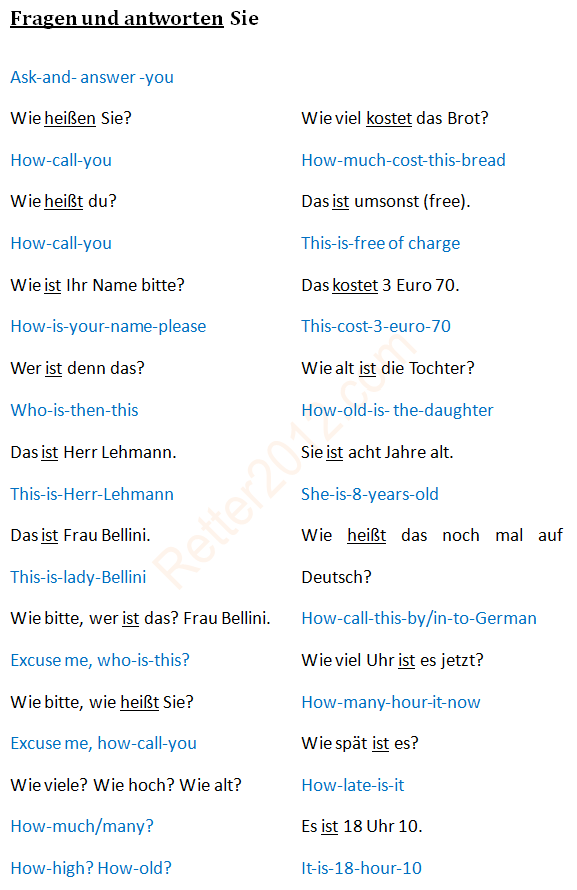 Fragen und antworten Sie
Ask-and- answer -you
Wie heißen Sie?
How-call-you
Wie heißt du?
How-call-you
Wie ist Ihr Name bitte?
How-is-your-name-please
Wer ist denn das?
Who-is-then-this
Das ist Herr Lehmann.
This-is-Herr-Lehmann
Das ist Frau Bellini.
This-is-lady-Bellini
Wie bitte, wer ist das? Frau Bellini.
Excuse me, who-is-this?
Wie bitte, wie heißt Sie?
Excuse me, how-call-you
Wie viele? Wie hoch? Wie alt?
How-much/many?
How-high? How-old?
Wie viel kostet das Brot?
How-much-cost-this-bread
Das ist umsonst (free).
This-is-free of charge
Das kostet 3 Euro 70.
This-cost-3-euro-70
Wie alt ist die Tochter?
How-old-is- the-daughter
Sie ist acht Jahre alt.
She-is-8-years-old
Wie heißt das noch mal auf
Deutsch?
How-call-this-by/in-to-German
Wie viel Uhr ist es jetzt?
How-many-hour-it-now
Wie spät ist es?
How-late-is-it
Es ist 18 Uhr 10.
It-is-18-hour-10
Retter2012.com